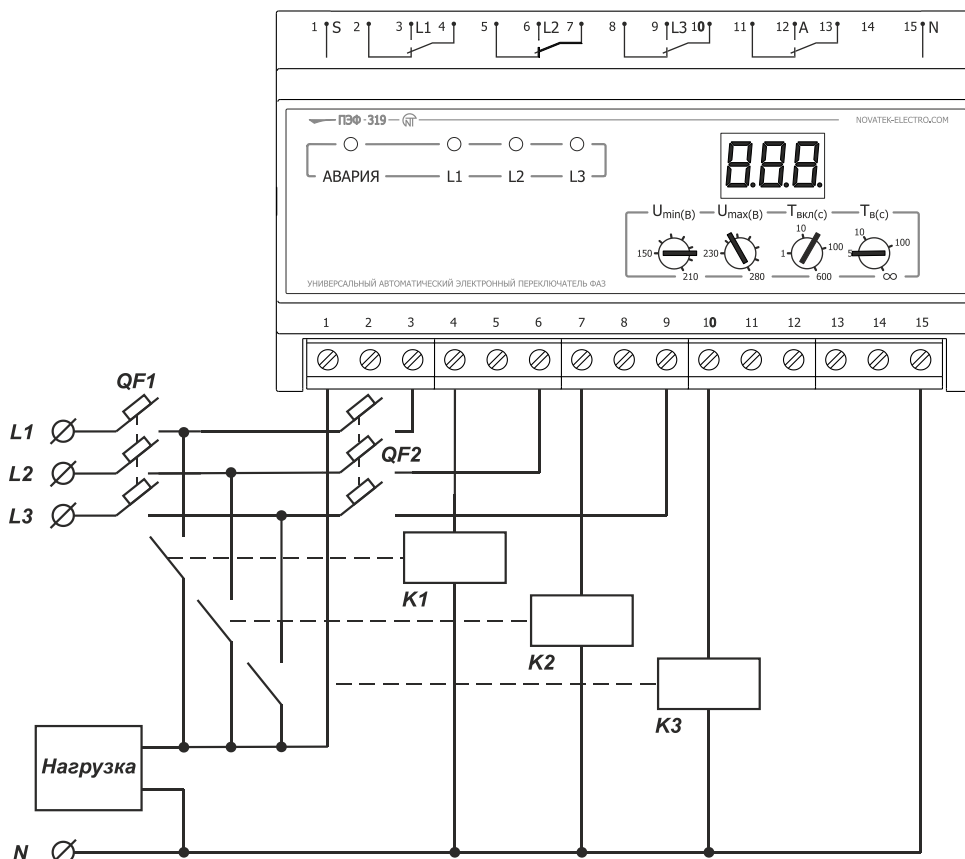 1 S 2 3 L1 4 5 6 L2 7 8 9 L3 10 11 12 A 13 14 15 N
ПЭФ-319 NT NOVATEK-ELECTRO.COM
АВАРИЯ L1 L2 L3
8.8.8.
Umin(В) Umax(В) Tвкл(с) Tв(с)
10 10
150 230 1 100 5 100
210 280 600 ∞
УНИВЕРСАЛЬНЫЙ АВТОМАТИЧЕСКИЙ ЭЛЕКТРОННЫЙ ПЕРЕКЛЮЧАТЕЛЬ ФАЗ
1 2 3 4 5 6 7 8 9 10 11 12 13 14 15
QF1
L1
QF2
L2
L3
K1
K2
K3
Нагрузка
N